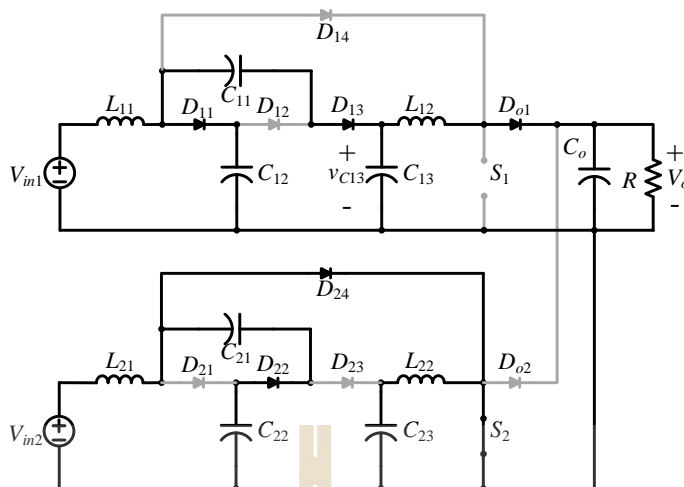 D14
C11
L11 D11 D12 D13 L12 Do1
Vin1 + − C12 + vC13 - C13 S1 Co R + Vo -
D24
C21
L21 D21 D22 D23 L22 Do2
Vin2 + − C22 C23 S2